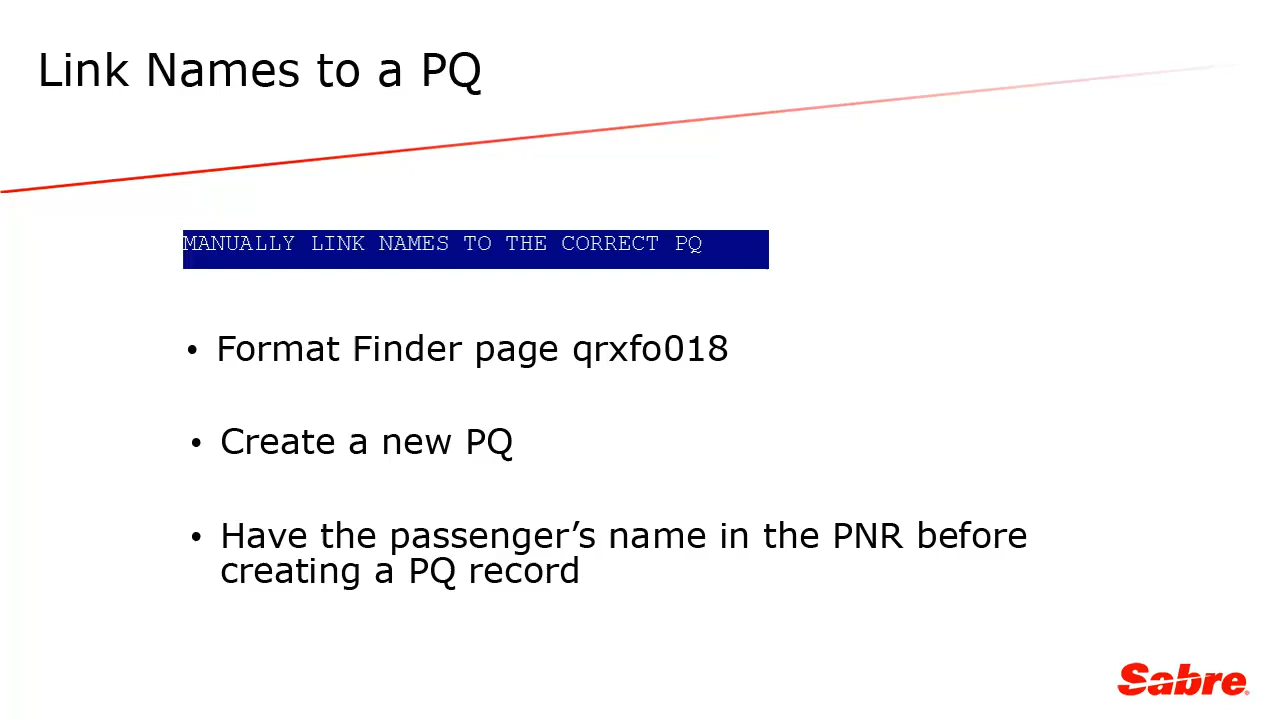 Link Names to a PQ
MANUALLY LINK NAMES TO THE CORRECT PQ
• Format Finder page qrxfo018
• Create a new PQ
• Have the passenger’s name in the PNR before
creating a PQ record
Sabre